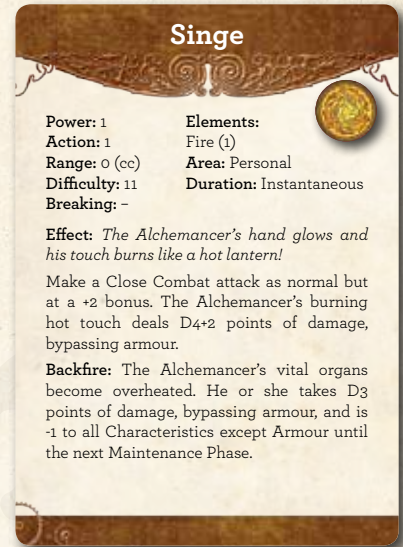 Singe
Power: 1 Elements:
Action: 1 Fire (1)
Range: 0 (cc) Area: Personal
Difficulty: 11 Duration: Instantaneous
Breaking: –
Effect: The Alchemancer's hand glows and
his touch burns like a hot lantern!
Make a Close Combat attack as normal but
at a +2 bonus. The Alchemancer's burning
hot touch deals D4+2 points of damage,
bypassing armour.
Backfire: The Alchemancer's vital organs
become overheated. He or she takes D3
points of damage, bypassing armour, and is
-1 to all Characteristics except Armour until
the next Maintenance Phase.